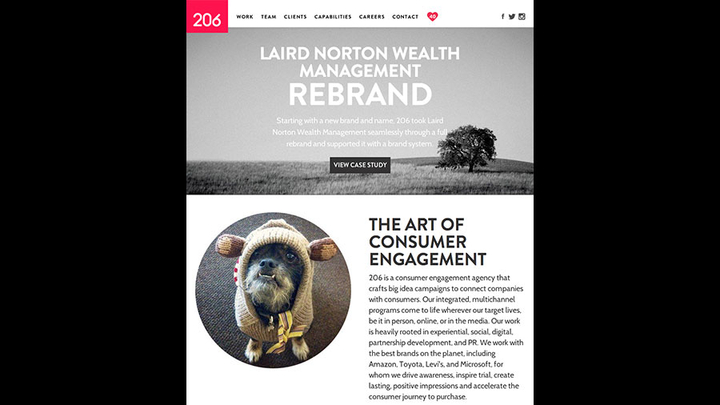 206
WORK TEAM CLIENTS CAPABILITIES CAREERS CONTACT 40
LAIRD NORTON WEALTH
MANAGEMENT
REBRAND
Starting with a new brand and name, 206 took Laird
Norton Wealth Management seamlessly through a full
rebrand and supported it with a brand system.
VIEW CASE STUDY
THE ART OF
CONSUMER
ENGAGEMENT
206 is a consumer engagement agency that
crafts big idea campaigns to connect companies
with consumers. Our integrated, multichannel
programs come to life wherever our target lives,
be it in person, online, or in the media. Our work
is heavily rooted in experiential, social, digital,
partnership development, and PR. We work with
the best brands on the planet, including
Amazon, Toyota, Levi's, and Microsoft, for
whom we drive awareness, inspire trial, create
lasting, positive impressions and accelerate the
consumer journey to purchase.